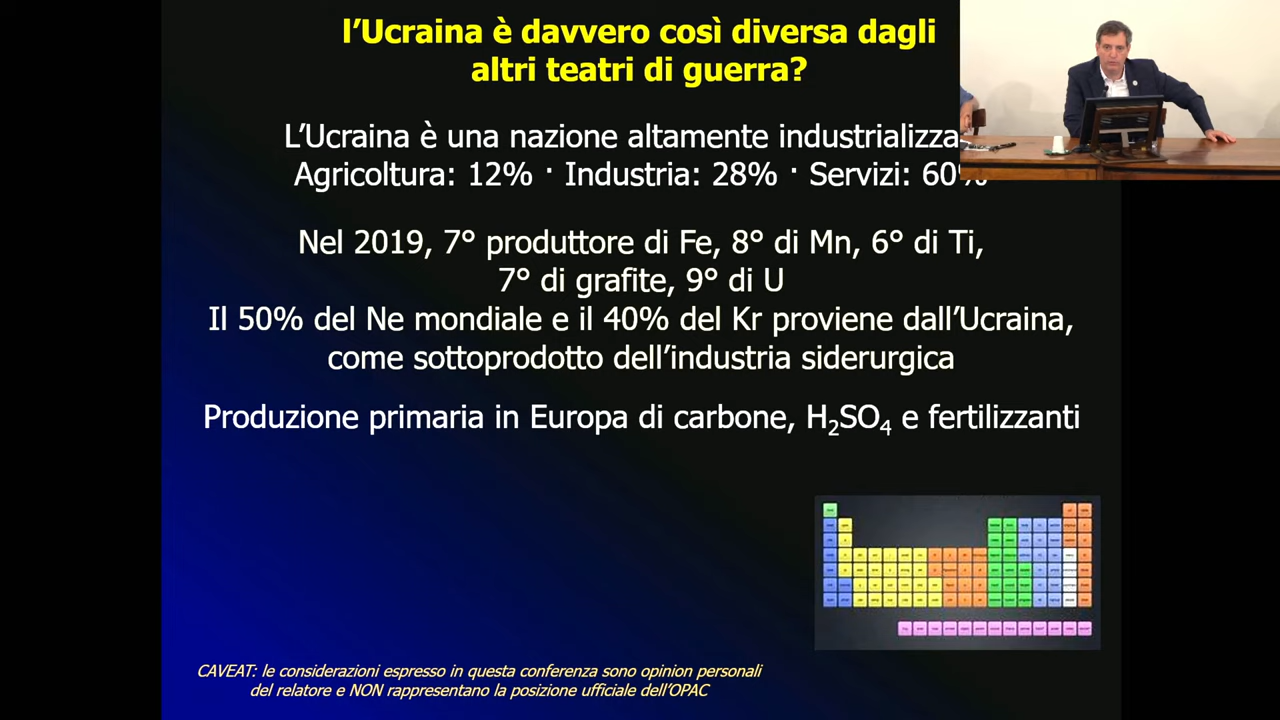 l'Ucraina è davvero così diversa dagli
altri teatri di guerra?
L'Ucraina è una nazione altamente
Agricoltura: 12% · Industria: 28% · Servizi: 60%
Nel 2019, 7° produttore di Fe, 8° di Mn, 6° di Ti,
7° di grafite, 9° di U
Il 50% del Ne mondiale e il 40% del Kr proviene dall'Ucraina,
come sottoprodotto dell'industria siderurgica
Produzione primaria in Europa di carbone, H₂SO₄ e fertilizzanti
CAVEAT: le considerazioni espresso in questa conferenza sono opinion personali
del relatore e NON rappresentano la posizione ufficiale dell'OPAC